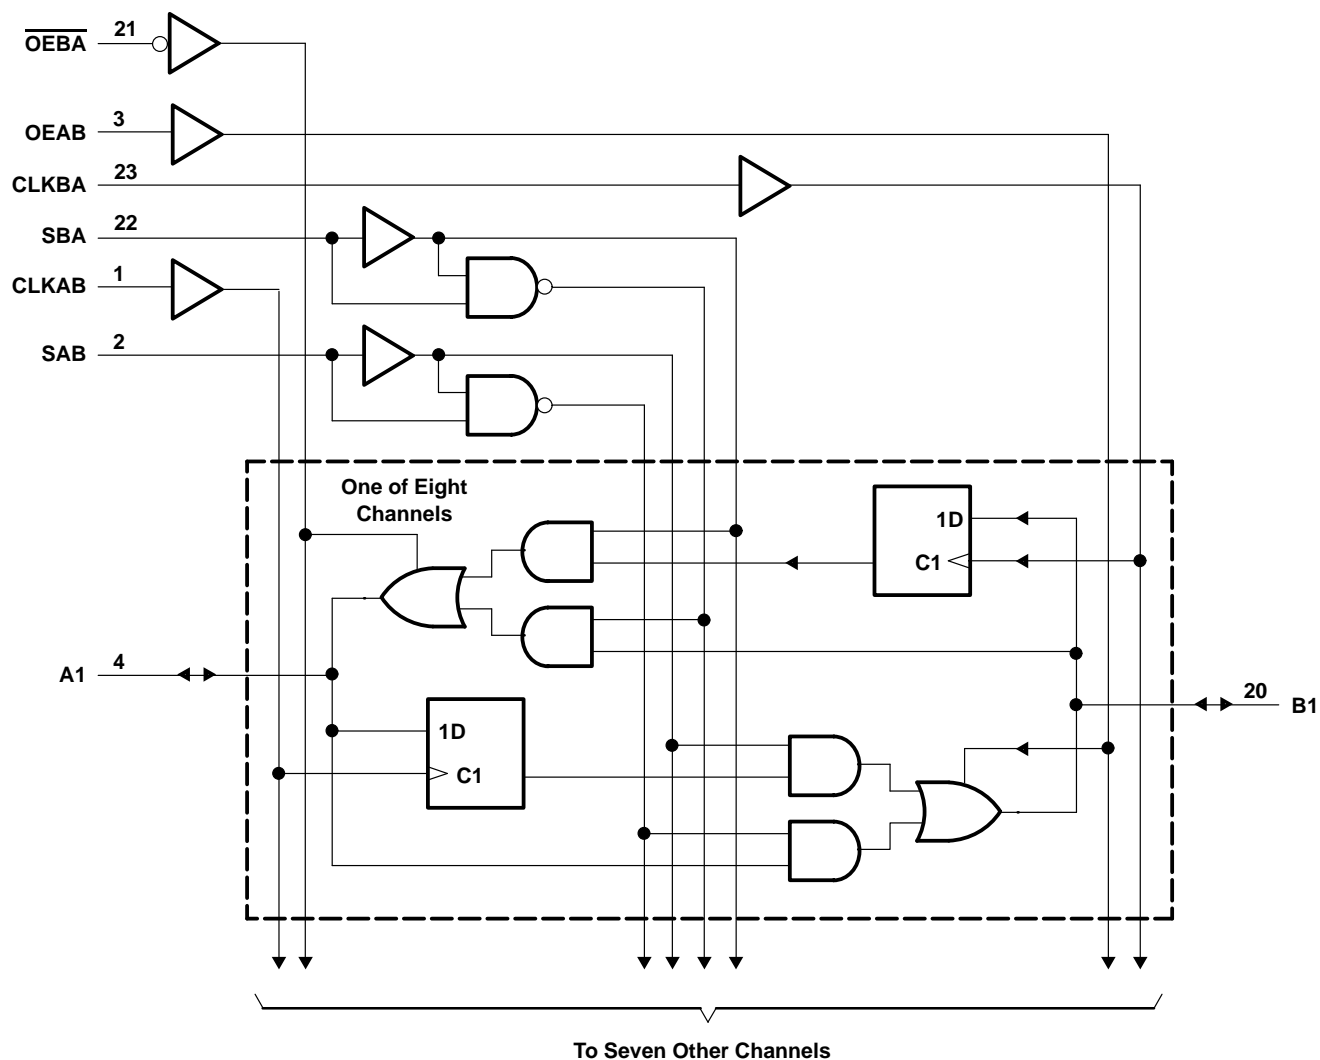 OEBA 21
OEAB 3
CLKBA 23
SBA 22
CLKAB 1
SAB 2
One of Eight
Channels
1D
C1
A1 4
1D
C1
20 B1
To Seven Other Channels